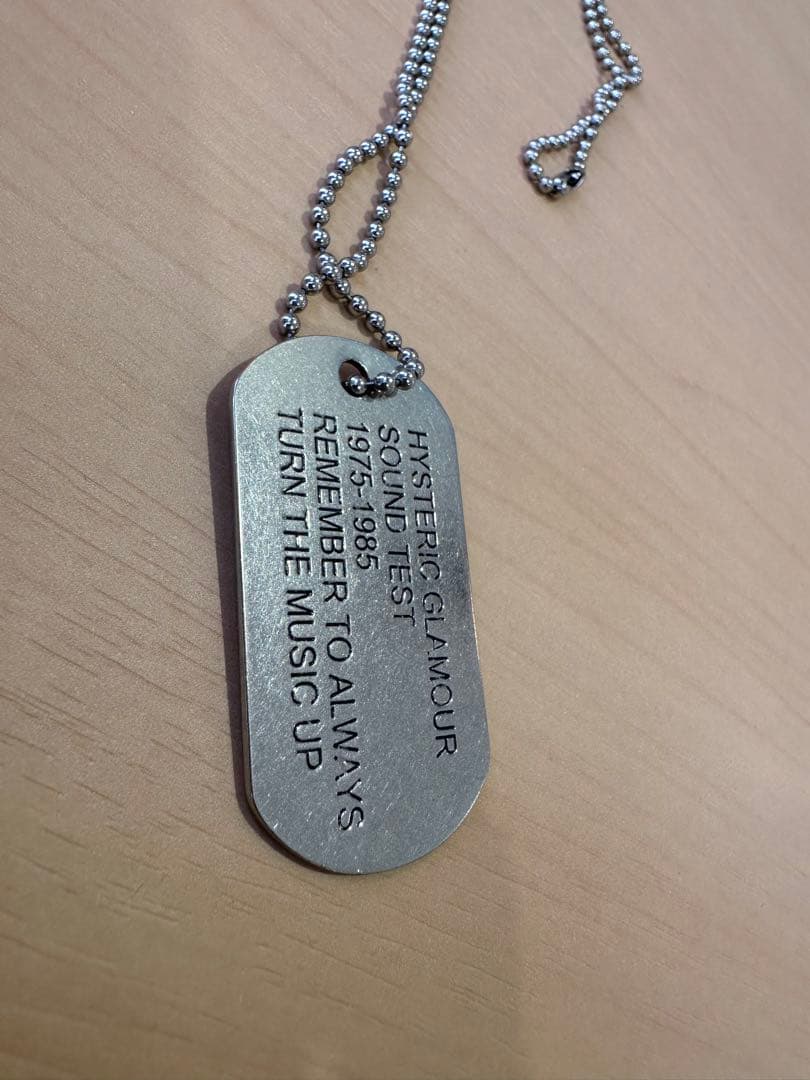 HYSTERIC GLAMOUR
SOUND TEST
1975-1985
REMEMBER TO ALWAYS
TURN THE MUSIC UP